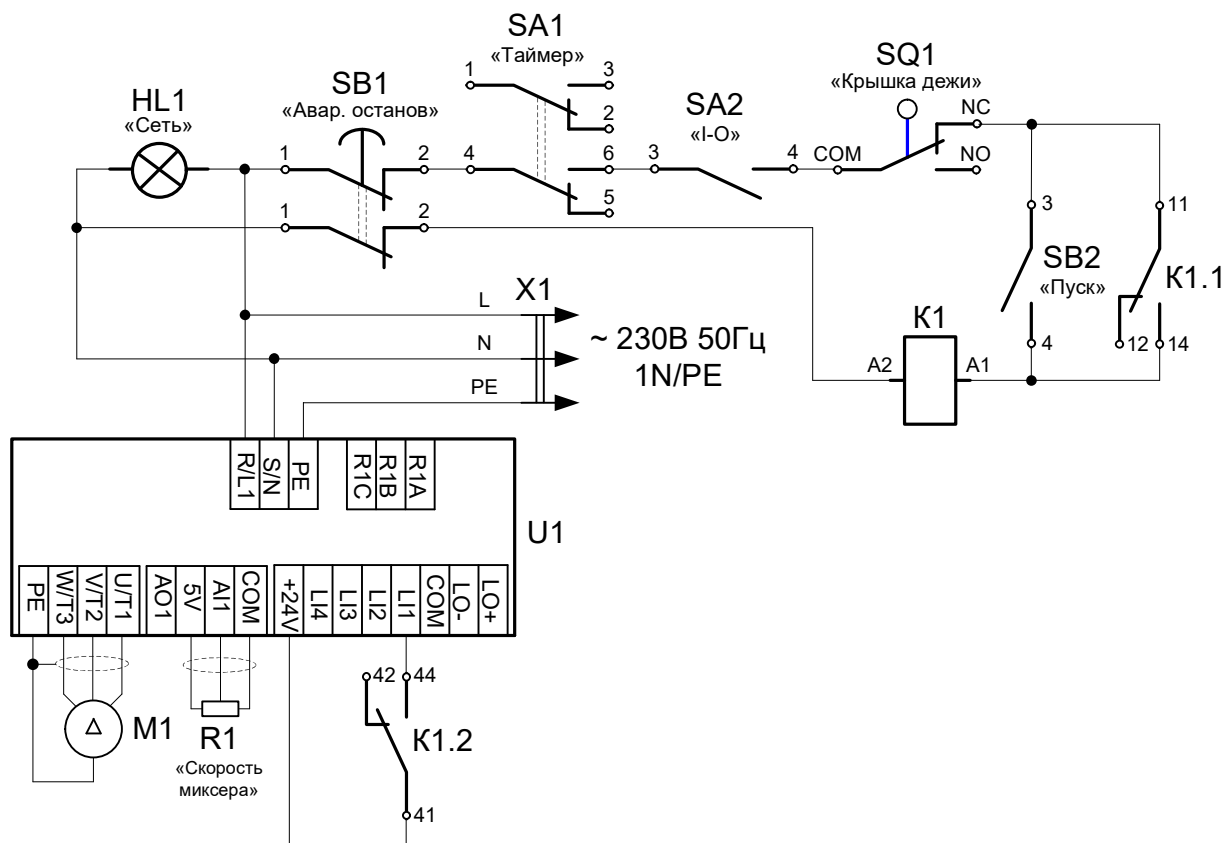 SA1
«Таймер»
SQ1
«Крышка дежи»
SB1
«Авар. останов»
HL1
«Сеть»
SA2
«I-O»
1
3
2
NC
1
2
4
6
3
4
COM
NO
5
1
2
3
11
SB2
«Пуск»
К1.1
L
X1
N
~ 230В 50Гц
1N/PE
PE
К1
4
12
14
A2
A1
R/L1
S/N
PE
R1C
R1B
R1A
U1
PE
W/T3
V/T2
U/T1
AO1
5V
AI1
COM
+24V
LI4
LI3
LI2
LI1
COM
LO-
LO+
42
44
M1
R1
«Скорость
миксера»
К1.2
41